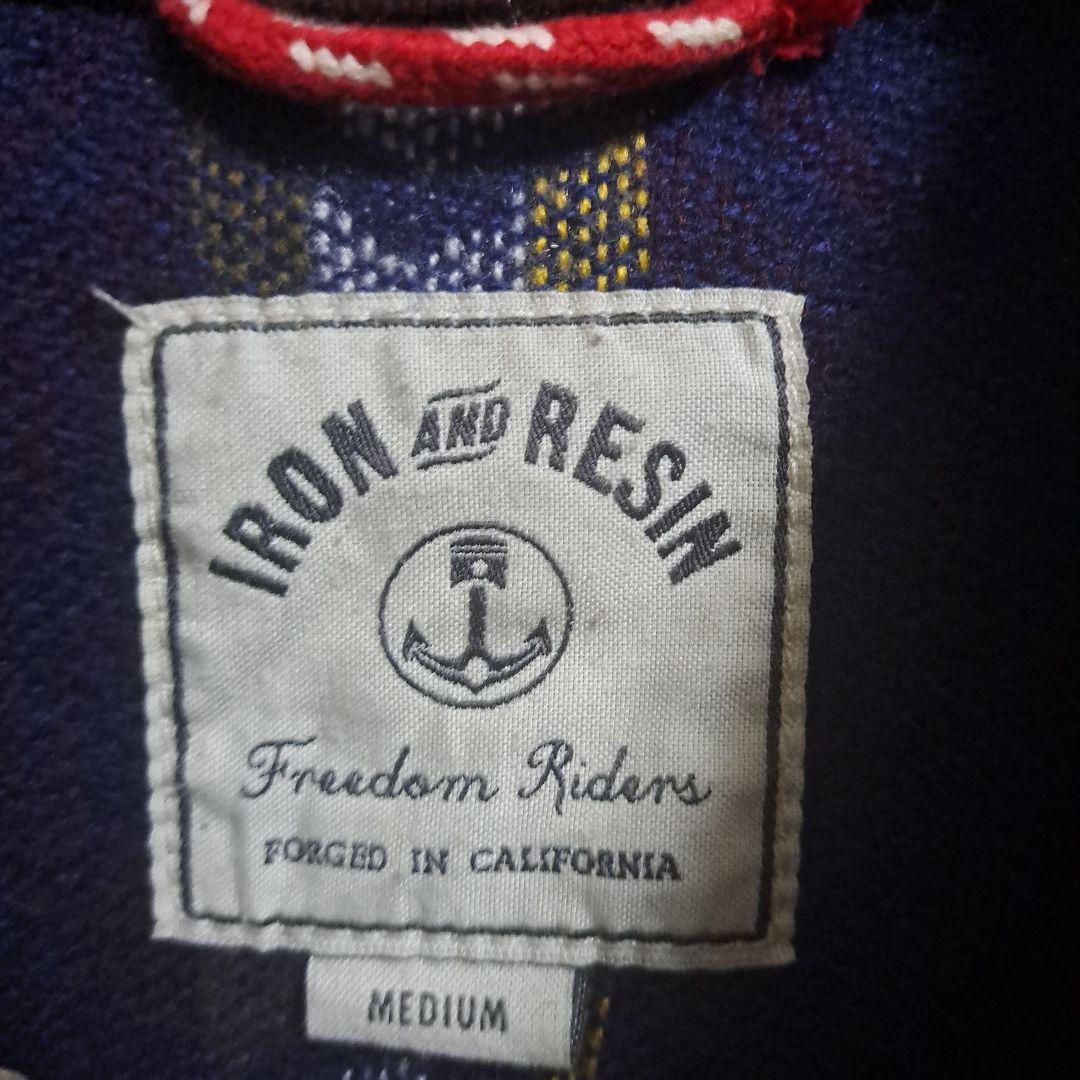 IRON AND RESIN
Freedom Riders
FORGED IN CALIFORNIA
MEDIUM